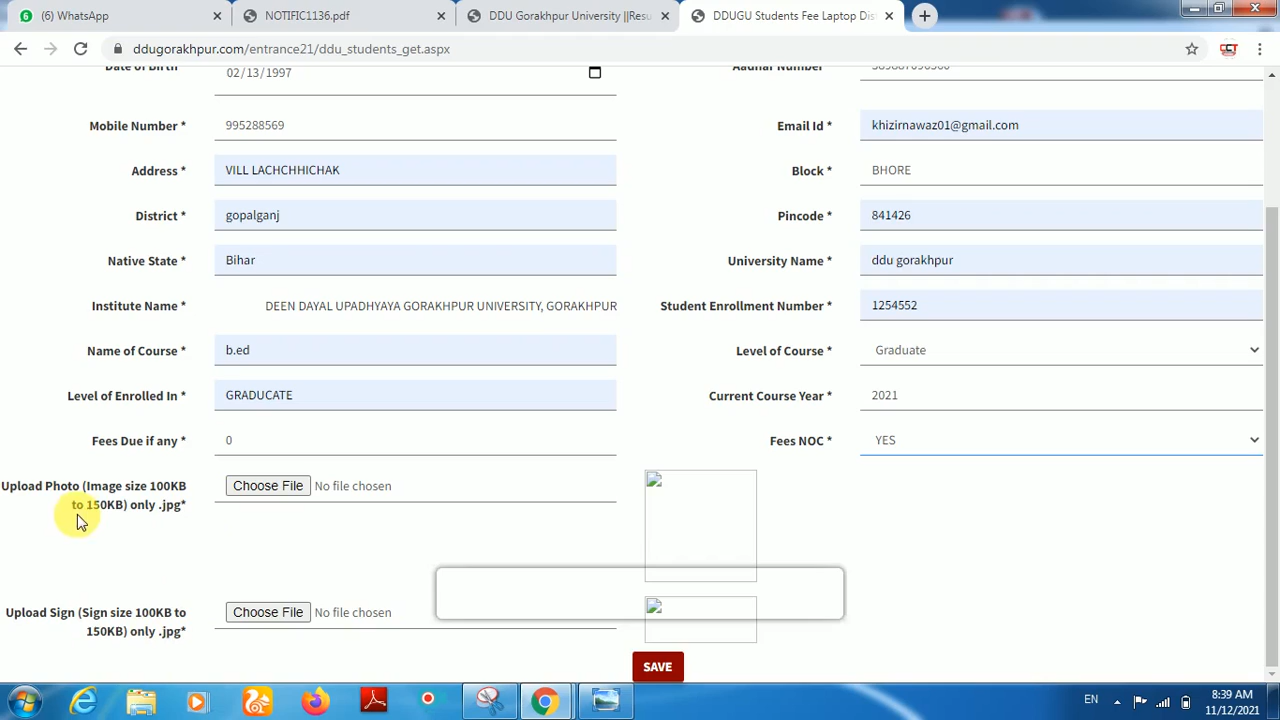 (6) WhatsApp
NOTIFIC1136.pdf
DDU Gorakhpur University ||Resu
DDUGU Students Fee Laptop Dis
ddugorakhpur.com/entrance21/ddu_students_get.aspx
Date of Birth 02/13/1997 Aadhar Number
Mobile Number * 995288569 Email Id * khizirnawaz01@gmail.com
Address * VILL LACHCHHICHAK Block * BHORE
District * gopalganj Pincode * 841426
Native State * Bihar University Name * ddu gorakhpur
Institute Name * DEEN DAYAL UPADHYAYA GORAKHPUR UNIVERSITY, GORAKHPUR Student Enrollment Number * 1254552
Name of Course * b.ed Level of Course * Graduate
Level of Enrolled In * GRADUCATE Current Course Year * 2021
Fees Due if any * 0 Fees NOC * YES
Upload Photo (Image size 100KB Choose File No file chosen
to 150KB) only .jpg*
Upload Sign (Sign size 100KB to Choose File No file chosen
150KB) only .jpg*
SAVE
EN 8:39 AM
11/12/2021